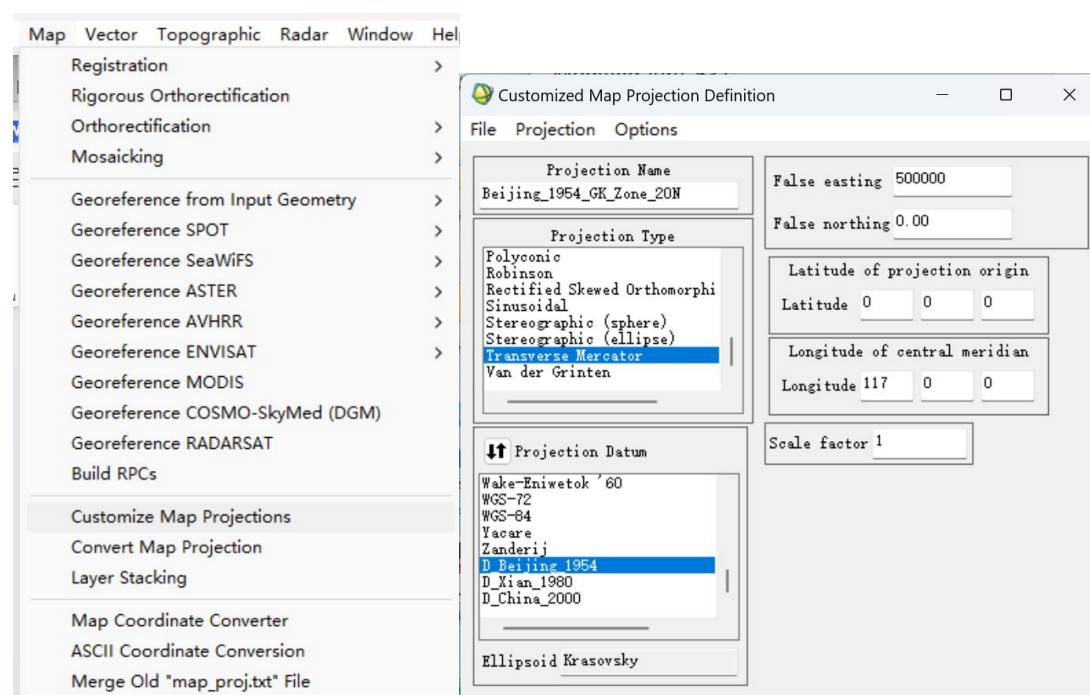 Map Vector Topographic Radar Window Hel
Registration
Rigorous Orthorectification
Orthorectification
Mosaicking
Georeference from Input Geometry
Georeference SPOT
Georeference SeaWiFS
Georeference ASTER
Georeference AVHRR
Georeference ENVISAT
Georeference MODIS
Georeference COSMO-SkyMed (DGM)
Georeference RADARSAT
Build RPCs
Customize Map Projections
Convert Map Projection
Layer Stacking
Map Coordinate Converter
ASCII Coordinate Conversion
Merge Old "map_proj.txt" File
Customized Map Projection Definition
File Projection Options
Projection Name
Beijing_1954_GK_Zone_20N
Projection Type
Polyconic
Robinson
Rectified Skewed Orthomorphi
Sinusoidal
Stereographic (sphere)
Stereographic (ellipse)
Transverse Mercator
Van der Grinten
Projection Datum
Wake-Eniwetok '60
WGS-72
WGS-84
Yacare
Zanderij
D_Beijing_1954
D_Xian_1980
D_China_2000
Ellipsoid Krasovsky
False easting 500000
False northing 0.00
Latitude of projection origin
Latitude 0 0 0
Longitude of central meridian
Longitude 117 0 0
Scale factor 1